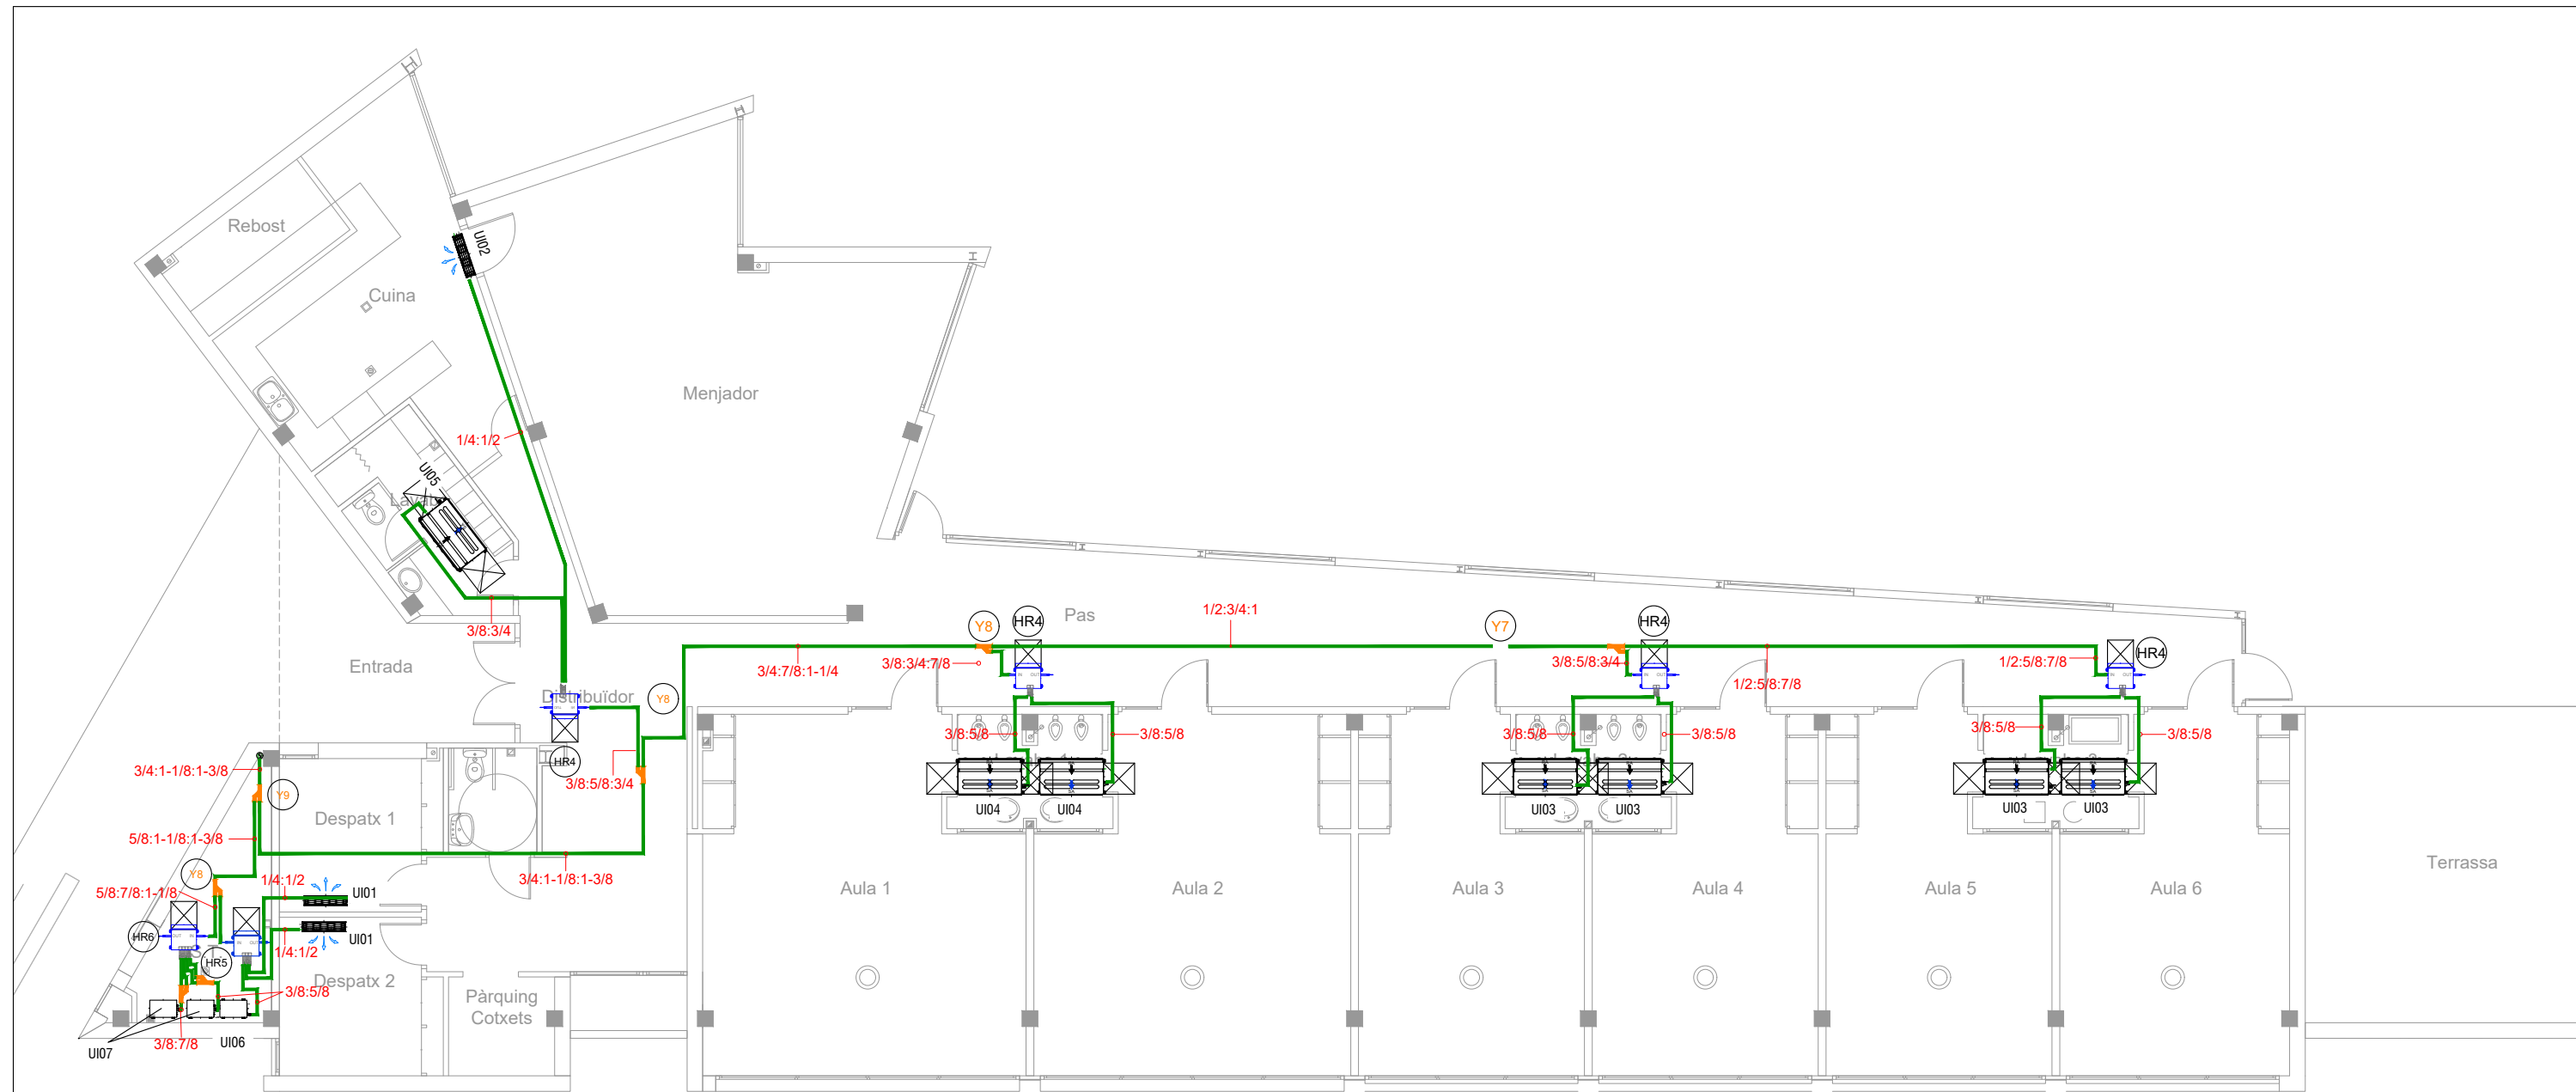 Rebost
UI02
Cuina
Menjador
1/4:1/2
UI05
3/8:3/4
Pas
1/2:3/4:1
Y8
HR4
Y7
HR4
HR4
Entrada
3/4:7/8:1-1/4
3/8:3/4:7/8
3/8:5/8:3/4
1/2:5/8:7/8
1/2:5/8:7/8
Distribuïdor
Y8
HR4
3/8:5/8:3/4
3/8:5/8
3/8:5/8
3/8:5/8
3/8:5/8
3/8:5/8
3/8:5/8
3/4:1-1/8:1-3/8
Y9
Despatx 1
UI04
UI04
UI03
UI03
UI03
UI03
5/8:1-1/8:1-3/8
Y8
3/4:1-1/8:1-3/8
5/8:7/8:1-1/8
1/4:1/2
UI01
Aula 1
Aula 2
Aula 3
Aula 4
Aula 5
Aula 6
Terrassa
HR6
OUT
IN
OUT
UI01
1/4:1/2
HR5
Despatx 2
3/8:5/8
Pàrquing
Cotxets
UI07
3/8:7/8
UI06